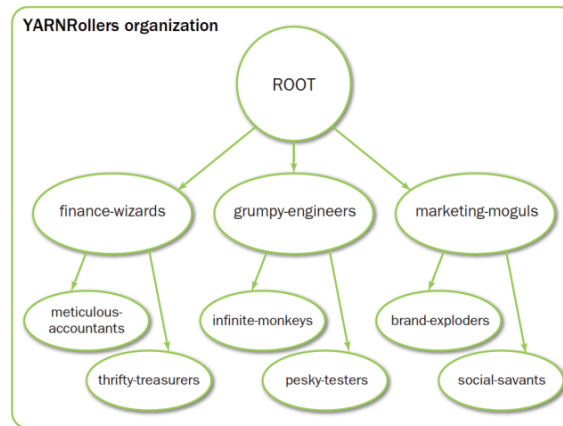 YARNRollers organization
ROOT
finance-wizards
grumpy-engineers
marketing-moguls
meticulous-
accountants
infinite-monkeys
brand-exploders
thrifty-treasurers
pesky-testers
social-savants